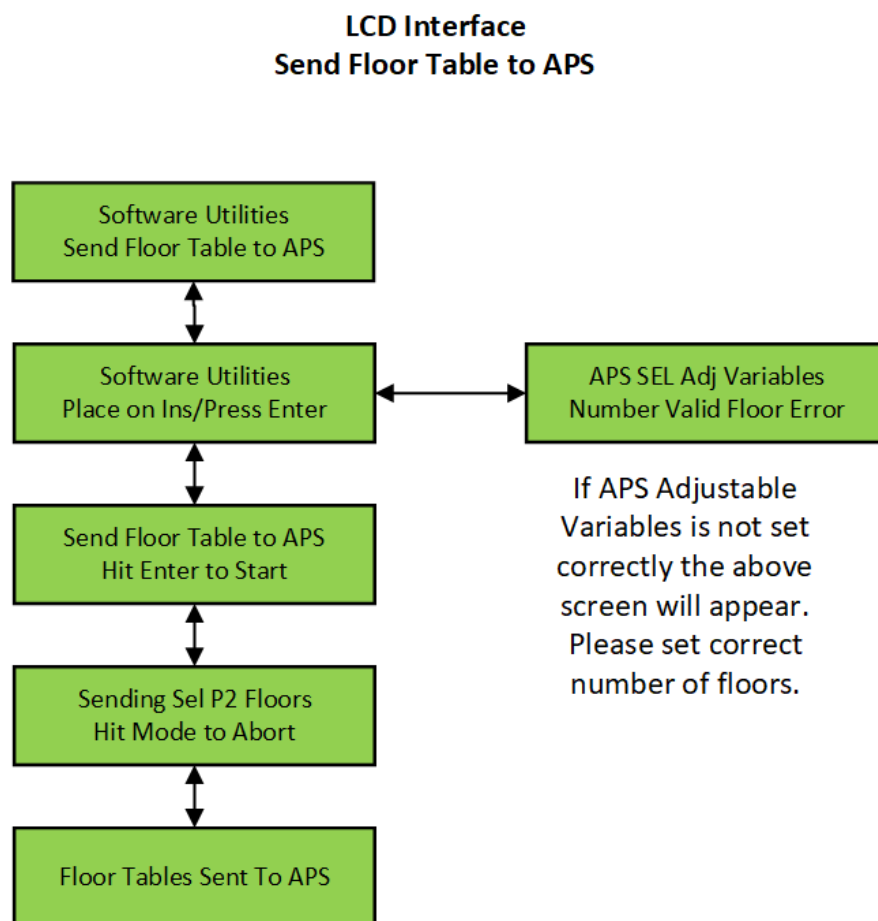 LCD Interface
Send Floor Table to APS
Software Utilities
Send Floor Table to APS
Software Utilities
Place on Ins/Press Enter
APS SEL Adj Variables
Number Valid Floor Error
If APS Adjustable
Variables is not set
correctly the above
screen will appear.
Please set correct
number of floors.
Send Floor Table to APS
Hit Enter to Start
Sending Sel P2 Floors
Hit Mode to Abort
Floor Tables Sent To APS